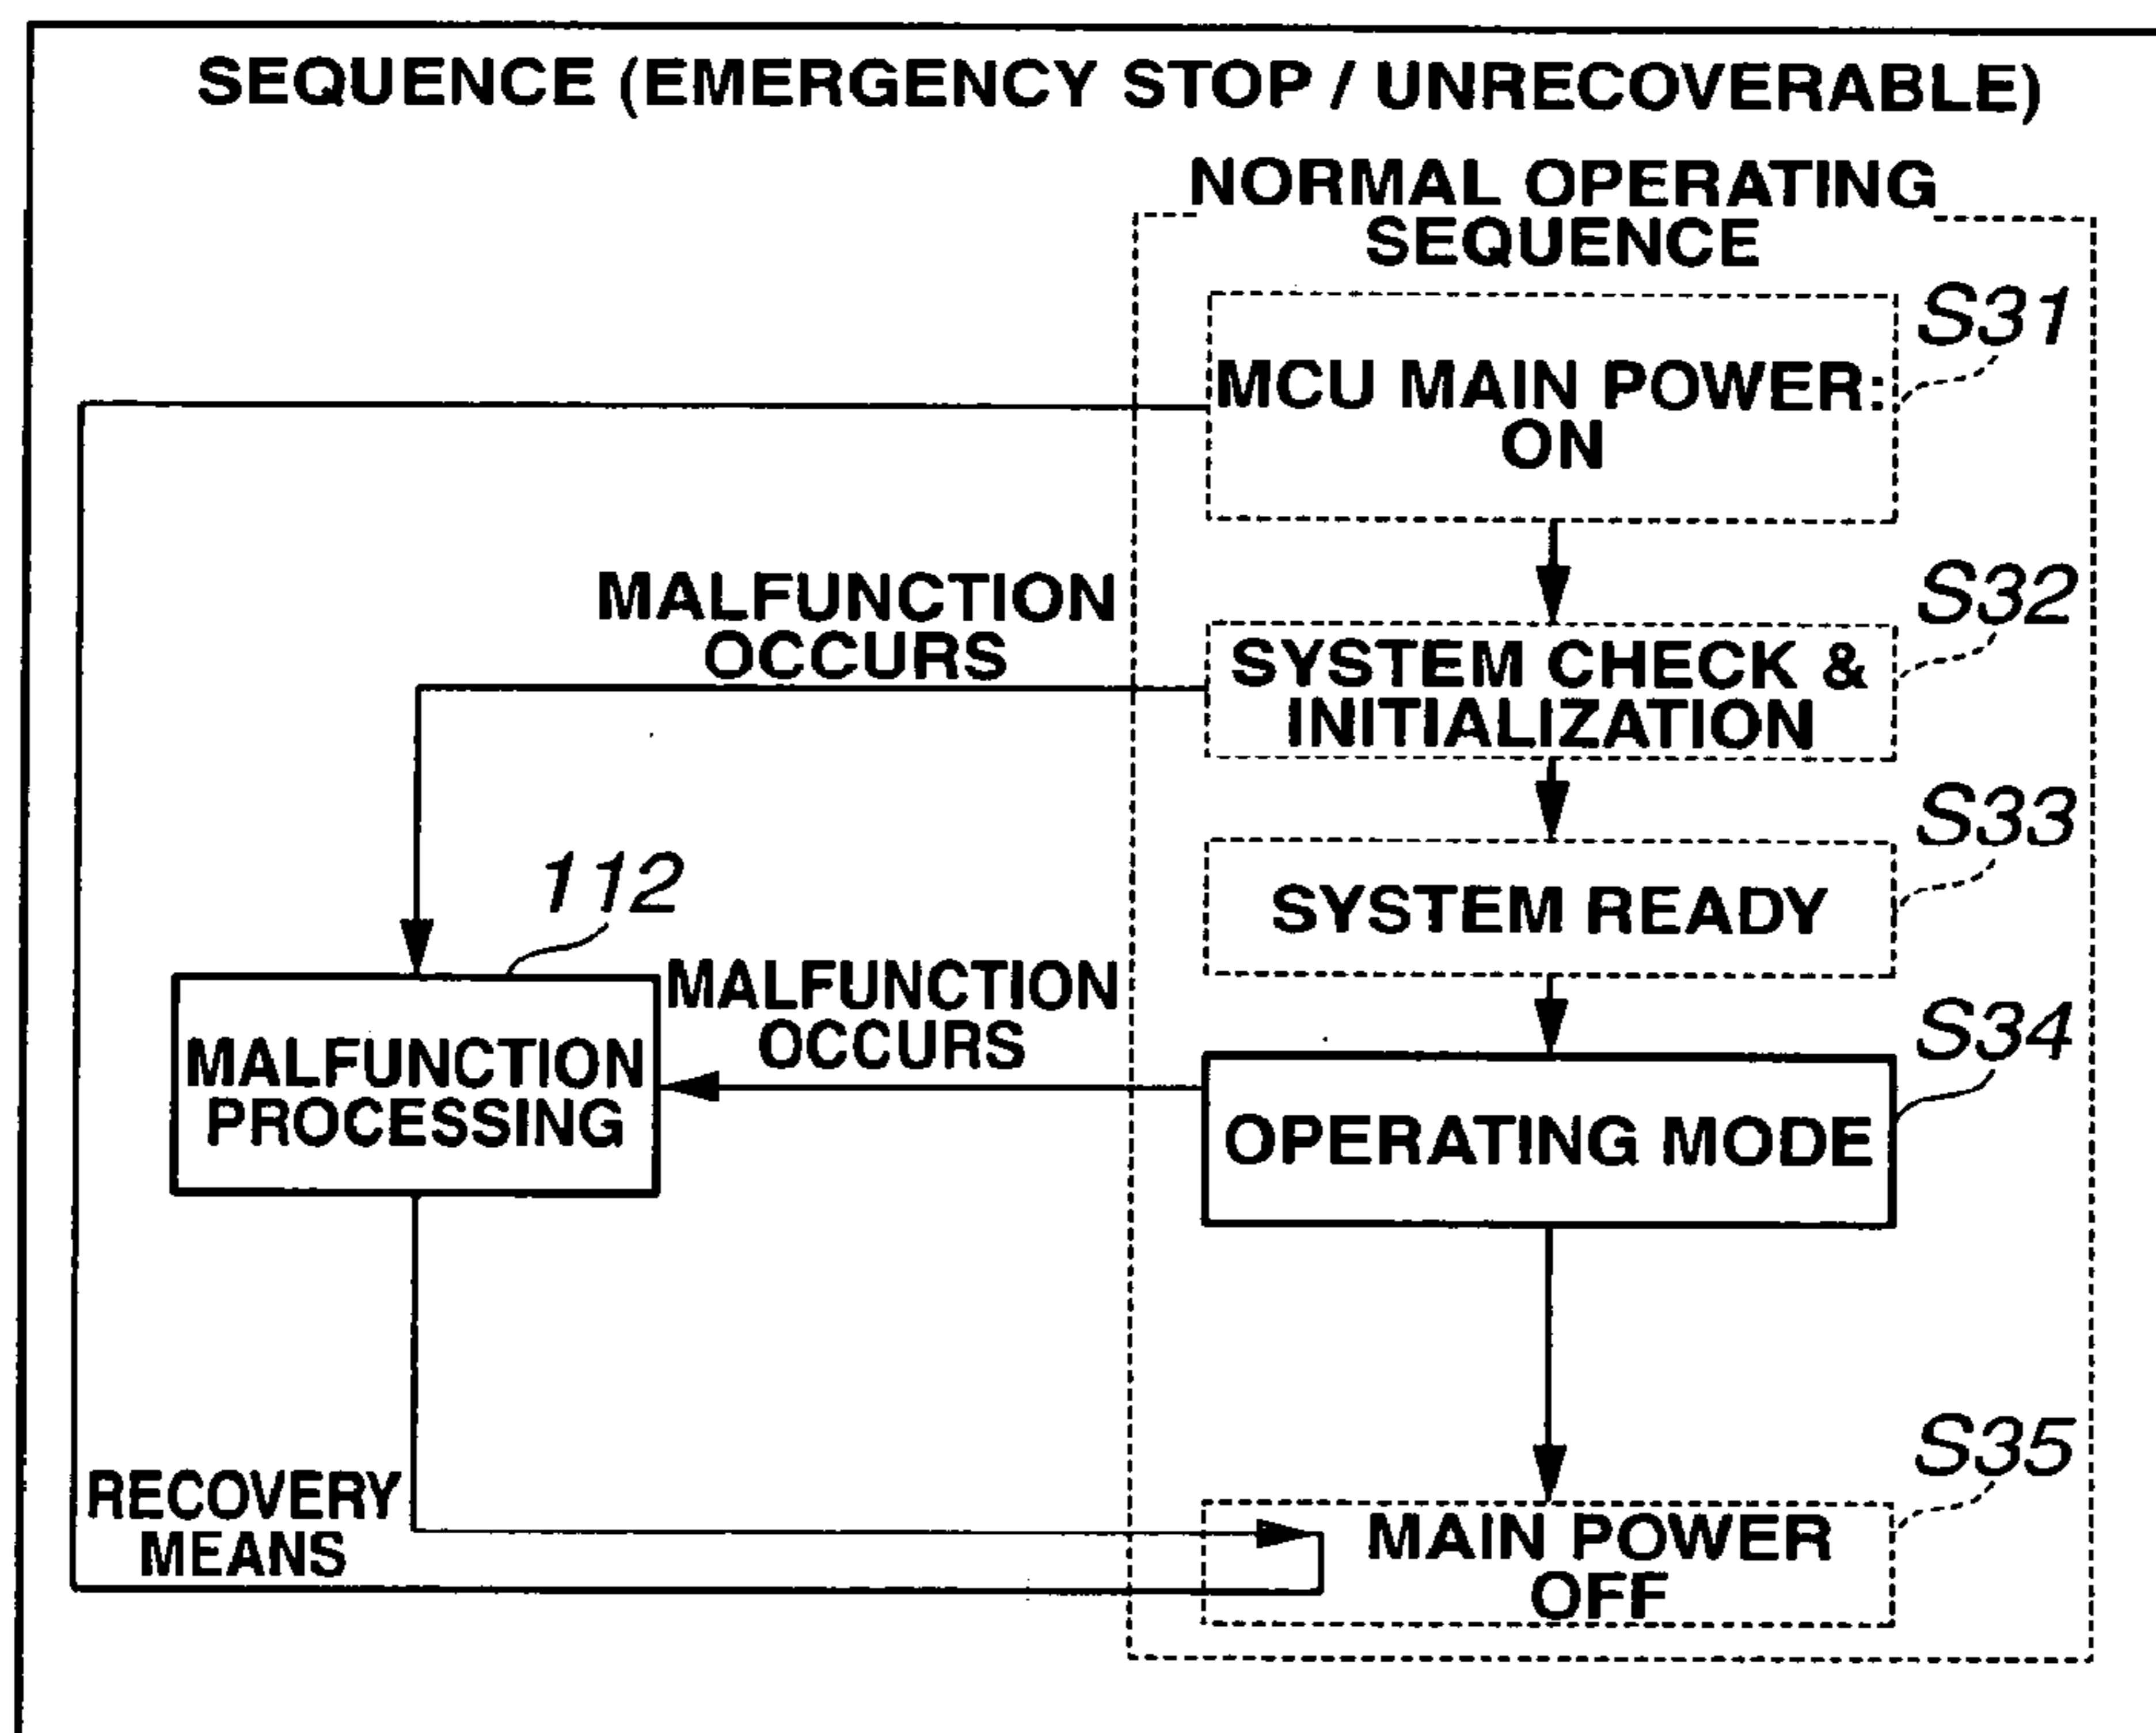 SEQUENCE (EMERGENCY STOP / UNRECOVERABLE)
NORMAL OPERATING
SEQUENCE
S31
MCU MAIN POWER:
ON
MALFUNCTION
OCCURS
S32
SYSTEM CHECK &
INITIALIZATION
S33
SYSTEM READY
112
MALFUNCTION
OCCURS
S34
MALFUNCTION
PROCESSING
OPERATING MODE
RECOVERY
MEANS
S35
MAIN POWER
OFF